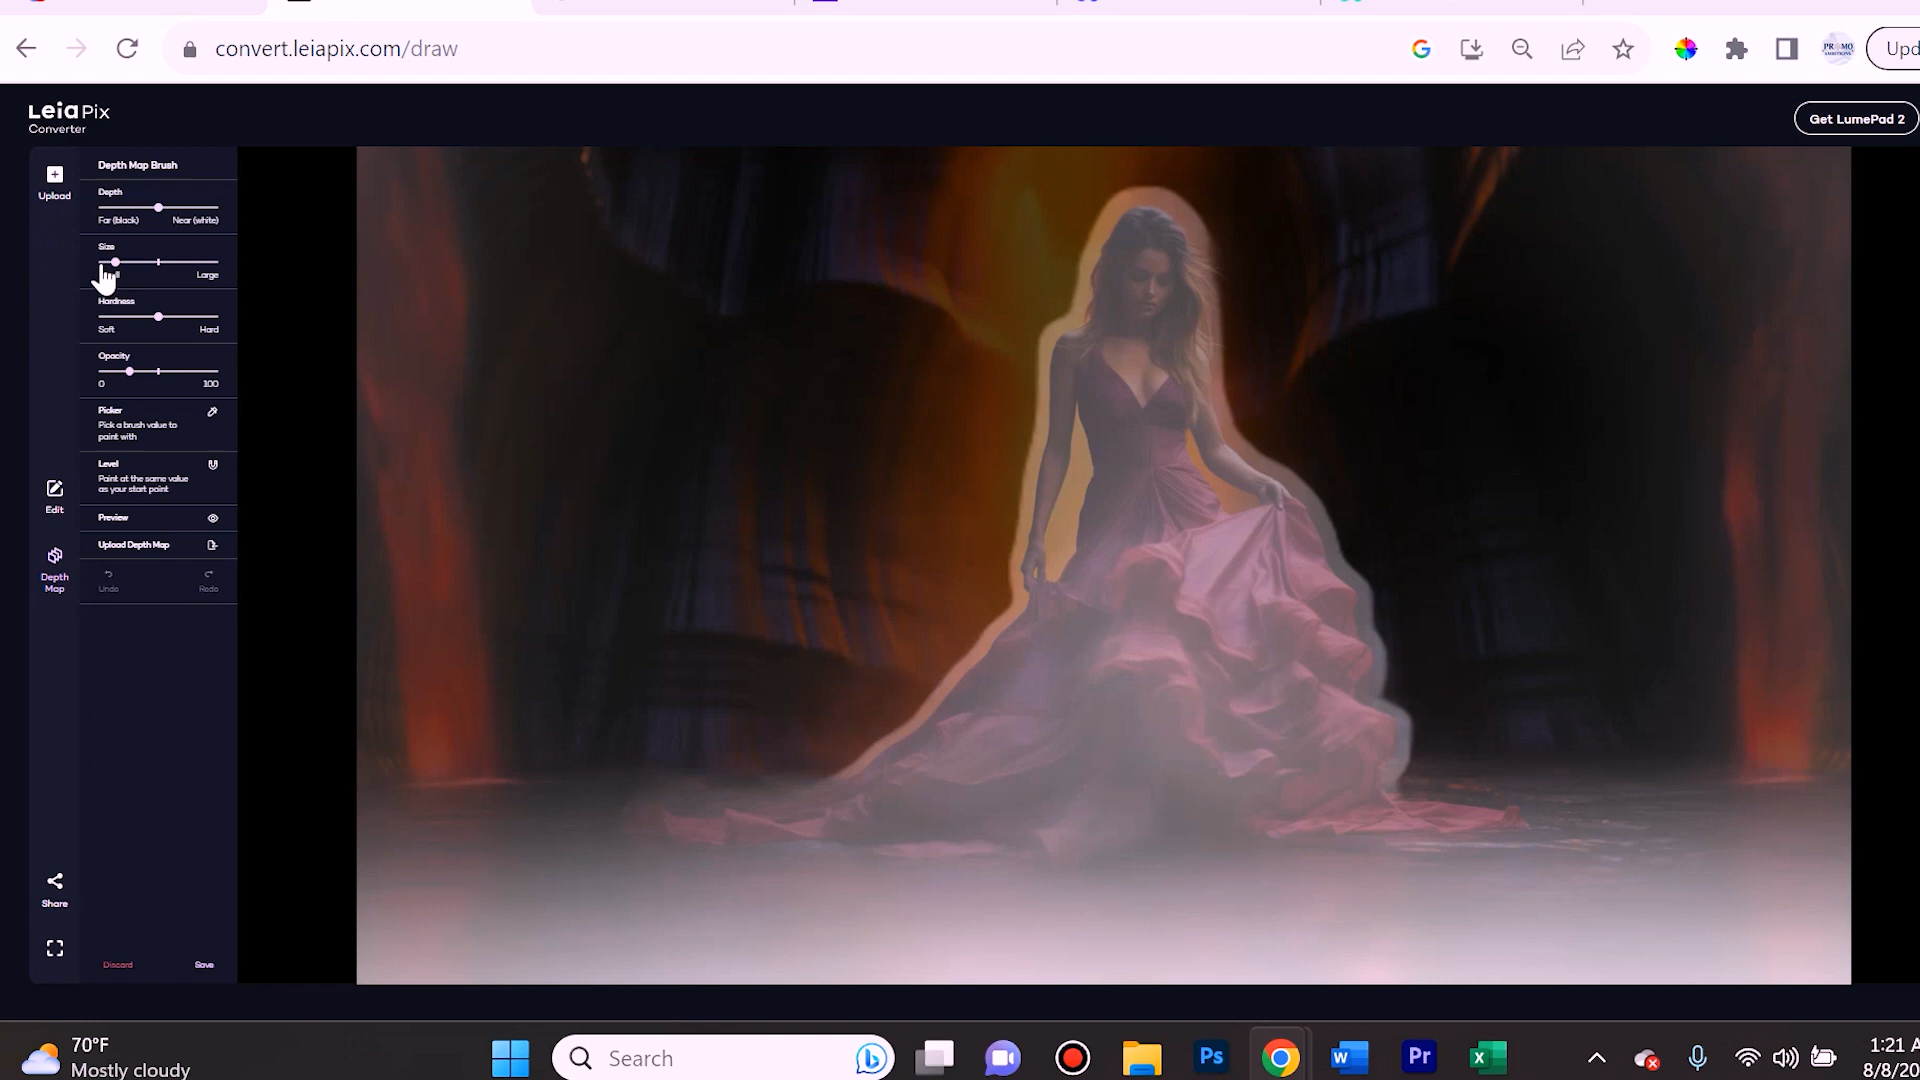 convert.leiapix.com/draw
Upd
Leia Pix
Converter
Get LumePad 2
Upload
Depth Map Brush
Depth
Far (black) Near (white)
Size
Large
Hardness
Soft Hard
Opacity
0 100
Picker
Pick a brush value to
paint with
Level
Paint at the same value
as your start point
Edit
Preview
Upload Depth Map
Depth
Map
Undo Redo
Share
Discard Save
70°F
Mostly cloudy
Search
Ps
W
Pr
X
1:21 A
8/8/20